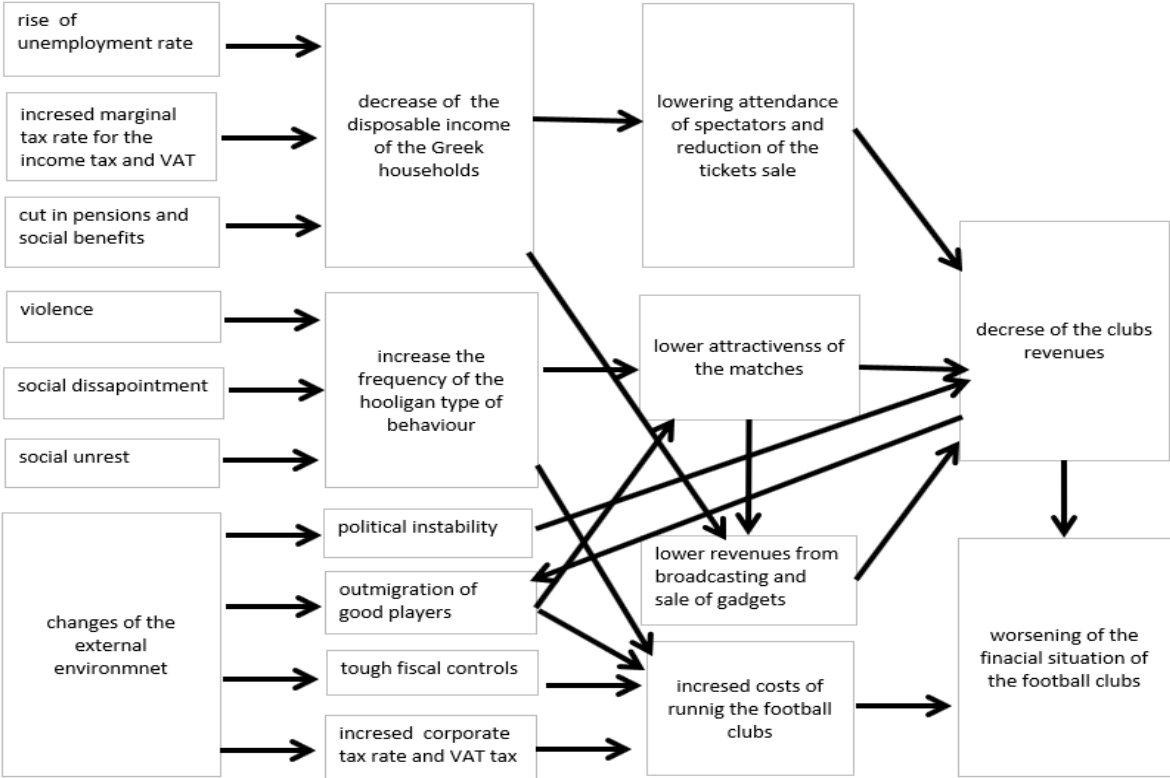 rise of
unemployment rate
incresed marginal
tax rate for the
income tax and VAT
cut in pensions and
social benefits
violence
social dissapointment
social unrest
changes of the
external
environmnet
decrease of the
disposable income
of the Greek
households
increase the
frequency of the
hooligan type of
behaviour
political instability
outmigration of
good players
tough fiscal controls
incresed corporate
tax rate and VAT tax
lowering attendance
of spectators and
reduction of the
tickets sale
lower attractivenss of
the matches
lower revenues from
broadcasting and
sale of gadgets
incresed costs of
runnig the football
clubs
decrese of the clubs
revenues
worsening of the
finacial situation of
the football clubs